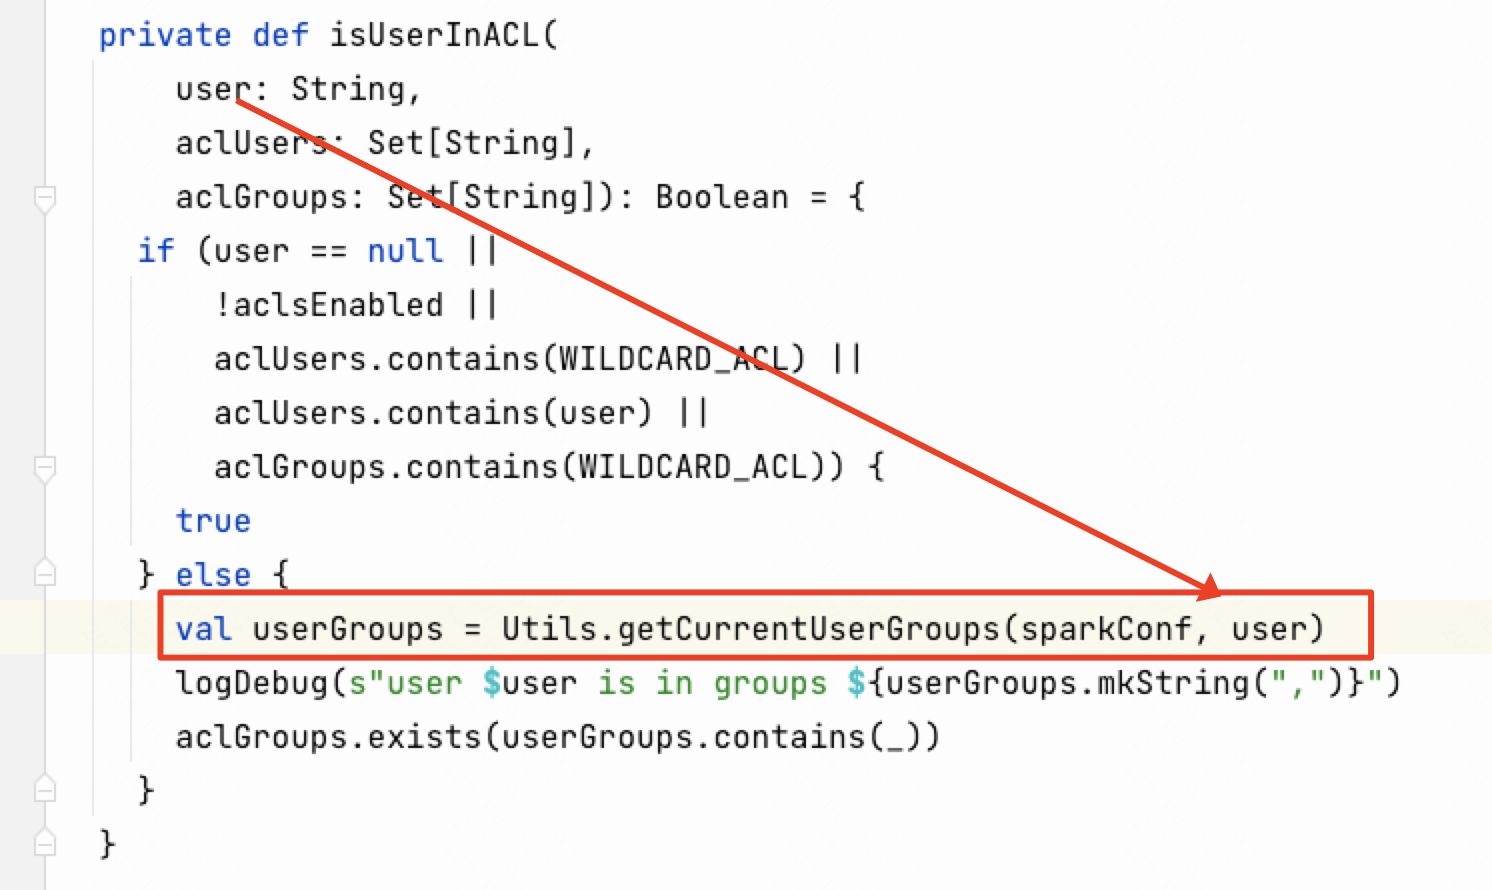 private def isUserInACL(
user: String,
aclUsers: Set[String],
aclGroups: Set[String]): Boolean = {
if (user == null ||
!aclsEnabled ||
aclUsers.contains(WILDCARD_ACL) ||
aclUsers.contains(user) ||
aclGroups.contains(WILDCARD_ACL)) {
true
} else {
val userGroups = Utils.getCurrentUserGroups(sparkConf, user)
logDebug(s"user $user is in groups ${userGroups.mkString(",")}")
aclGroups.exists(userGroups.contains(_))
}
}